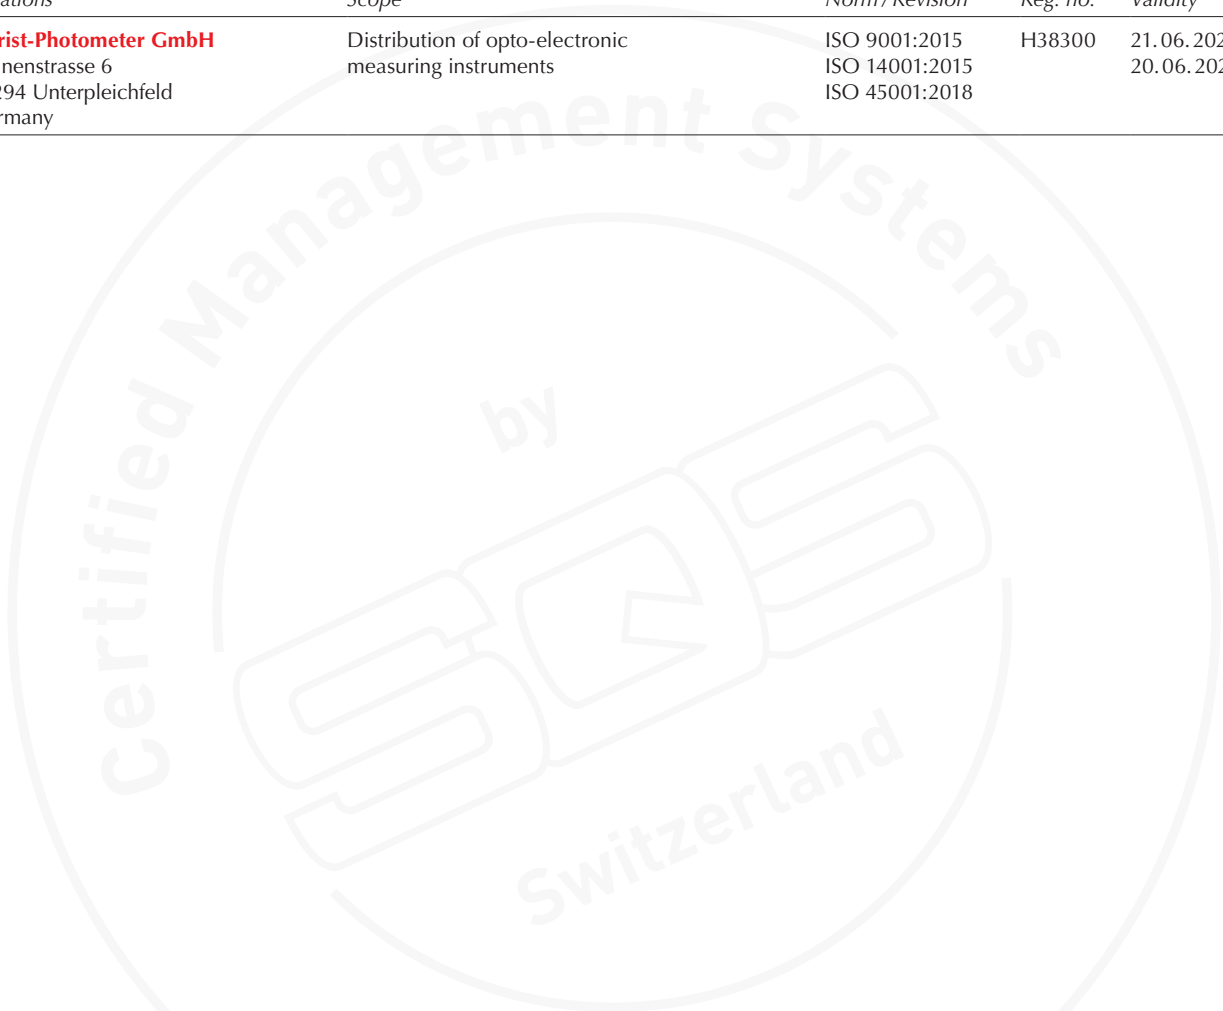 ations Scope Norm / Revision Reg. no. Validity
rist-Photometer GmbH Distribution of opto-electronic ISO 9001:2015 H38300 21. 06. 202
nenstrasse 6 measuring instruments ISO 14001:2015 20. 06. 202
294 Unterpleichfeld ISO 45001:2018
rmany
Certified Management Systems
by
SQS
Switzerland